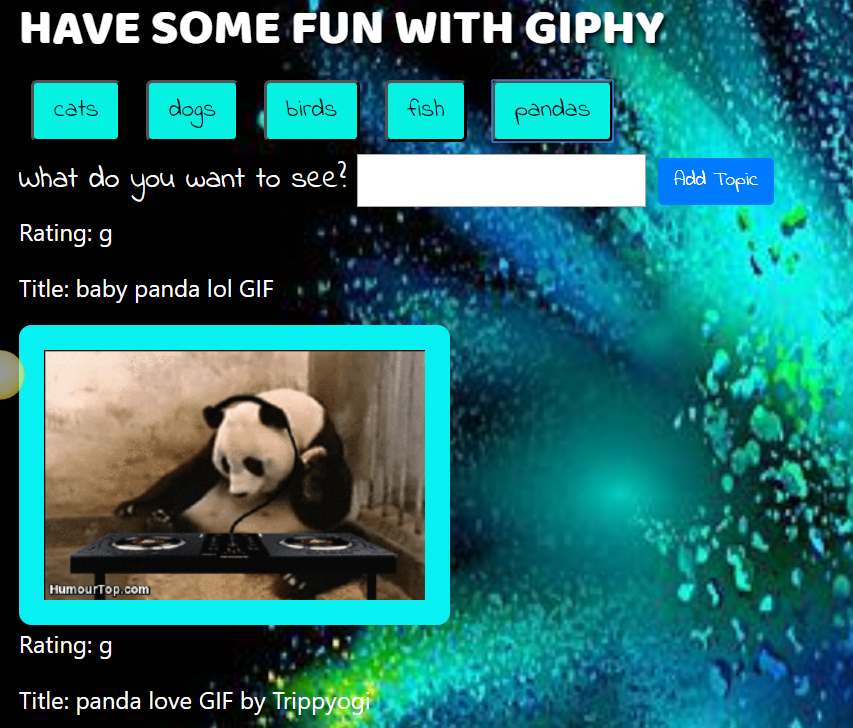 HAVE SOME FUN WITH GIPHY
cats dogs birds fish pandas
What do you want to see? Add Topic
Rating: g
Title: baby panda lol GIF
HumourTop.com
Rating: g
Title: panda love GIF by Trippyogi